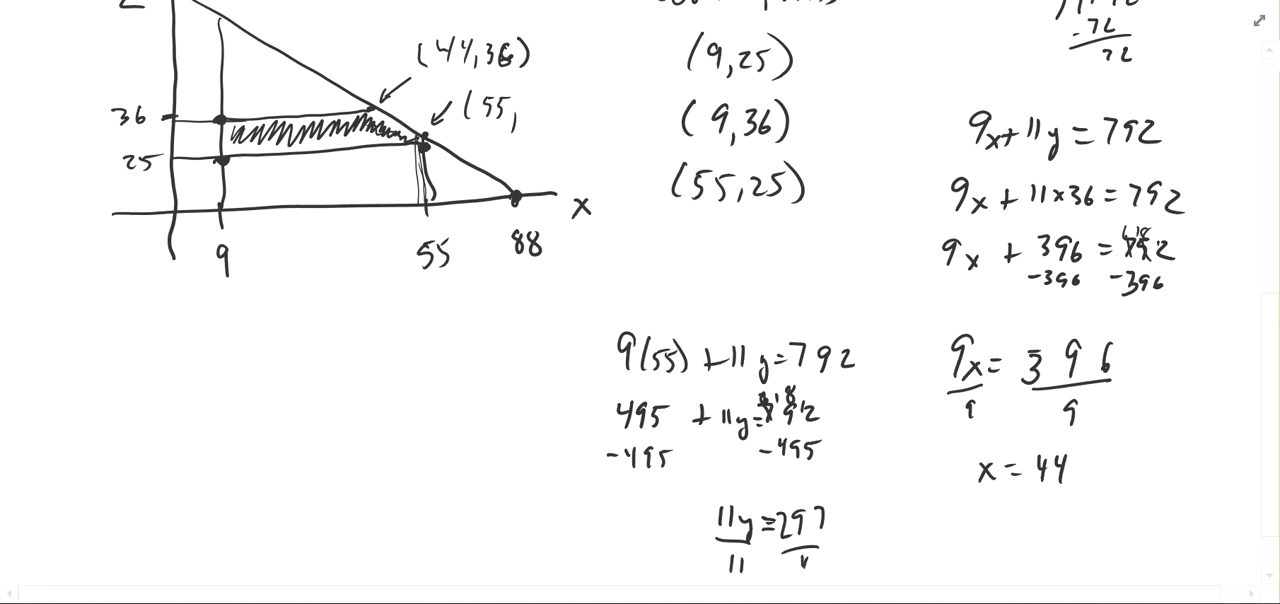 (44,36)
(55,
36
25
9
55
88
x
(9,25)
(9,36)
(55,25)
-72
72
9x+11y=792
9x+11x36=792
9x + 396 = 792
-396 -396
9x = 396
9 9
x = 44
9(55) +11y=792
495 +11y=792
-495 -495
11y=297
11